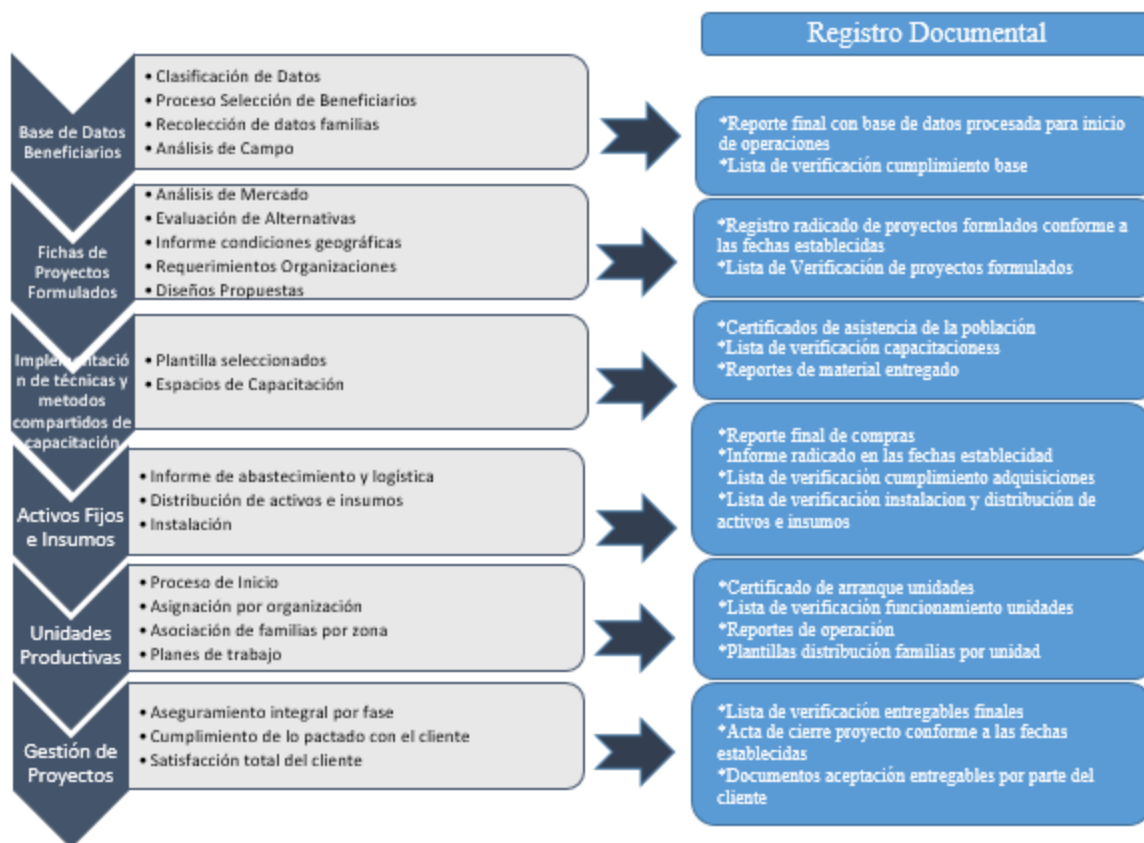 Registro Documental
Base de Datos
Beneficiarios
• Clasificación de Datos
• Proceso Selección de Beneficiarios
• Recolección de datos familias
• Análisis de Campo
*Reporte final con base de datos procesada para inicio
de operaciones
*Lista de verificación cumplimiento base
Fichas de
Proyectos
Formulados
• Análisis de Mercado
• Evaluación de Alternativas
• Informe condiciones geográficas
• Requerimientos Organizaciones
• Diseños Propuestas
*Registro radicado de proyectos formlados conforme a
las fechas establecidas
*Lista de Verificación de proyectos formulados
Implementació
n de técnicas y
metodos
compartidos de
capacitación
• Plantilla seleccionados
• Espacios de Capacitación
*Certificados de asistencia de la población
*Lista de verificación capacitacioness
*Reportes de material entregado
Activos Fijos
e Insumos
• Informe de abastecimiento y logística
• Distribución de activos e insumos
• Instalación
*Reporte final de compras
*Informe radicado en las fechas establecidad
*Lista de verificación cumplimiento adquisiciones
*Lista de verificación instalacion y distribución de
activos e insumos
Unidades
Productivas
• Proceso de Inicio
• Asignación por organización
• Asociación de familias por zona
• Planes de trabajo
*Certificado de arranque unidades
*Lista de verificación funcionamiento unidades
*Reportes de operación
*Plantillas distribución familias por unidad
Gestión de
Proyectos
• Aseguramiento integral por fase
• Cumplimiento de lo pactado con el cliente
• Satisfacción total del cliente
*Lista de verificación entregables finales
*Acta de cierre proyecto conforme a las fechas
establecidas
*Documentos aceptación entregables por parte del
cliente